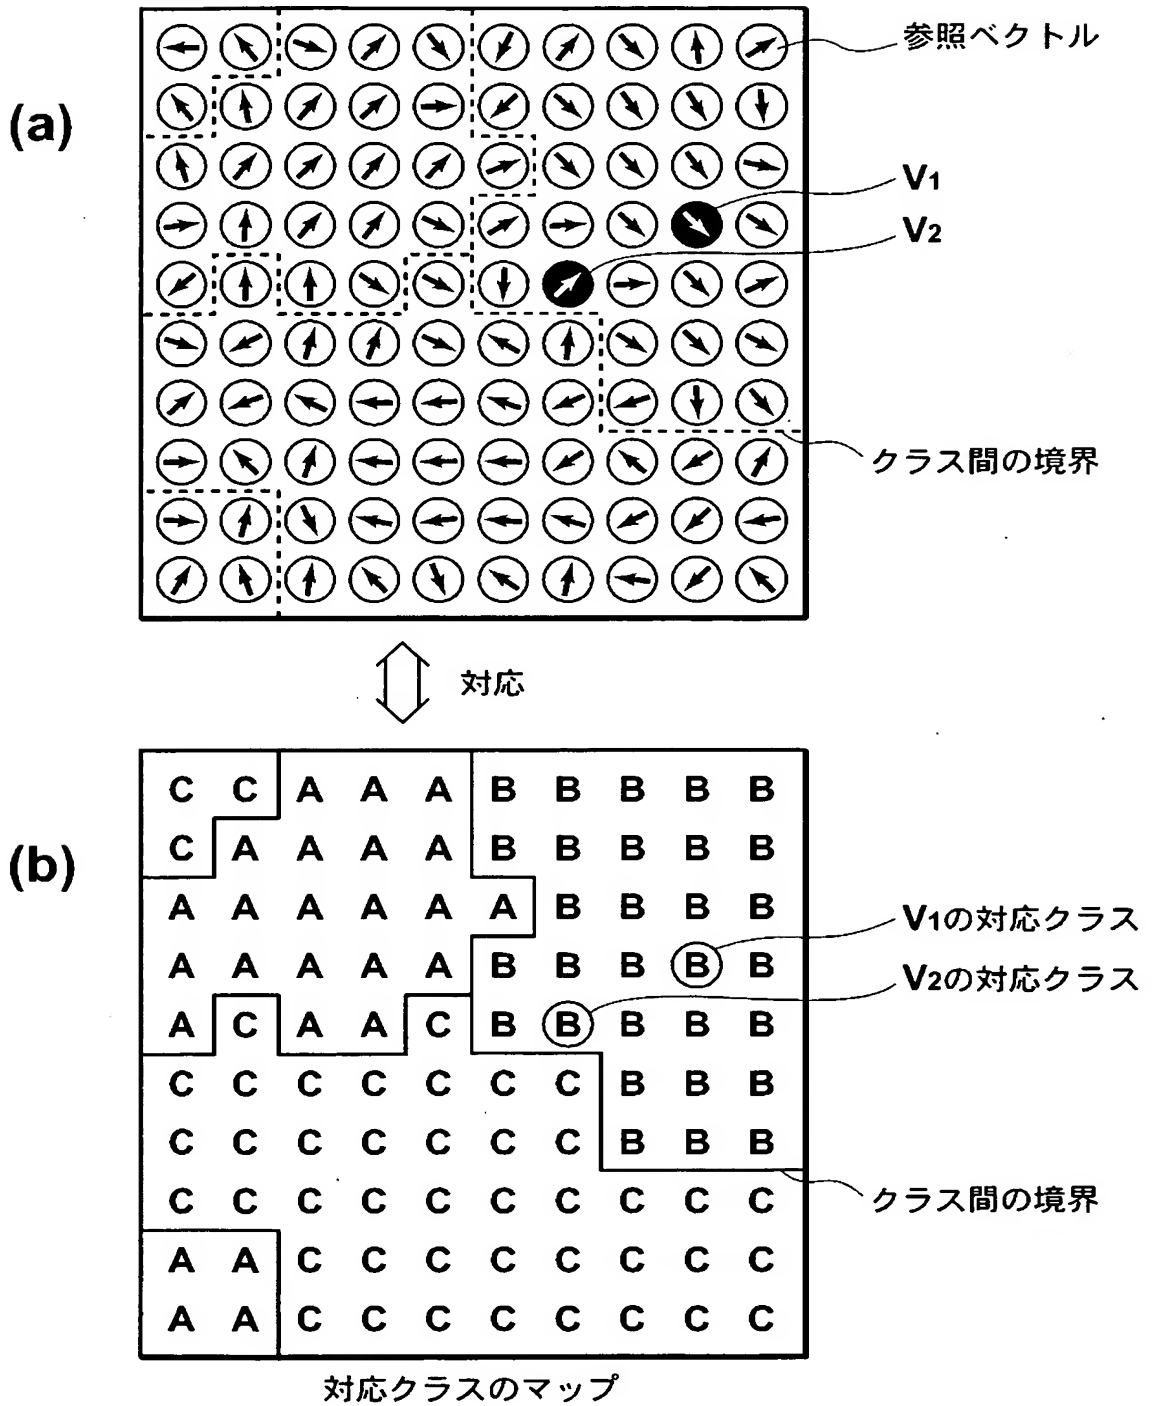 (a)
参照ベクトル
V1
V2
クラス間の境界
対応
(b)
C C A A A B B B B B
C A A A A B B B B B
A A A A A A B B B B
A A A A A B B B B B
A C A A C B B B B B
C C C C C C C B B B
C C C C C C C B B B
C C C C C C C C C C
A A C C C C C C C C
A A C C C C C C C C
V1の対応クラス
V2の対応クラス
クラス間の境界
対応クラスのマップ